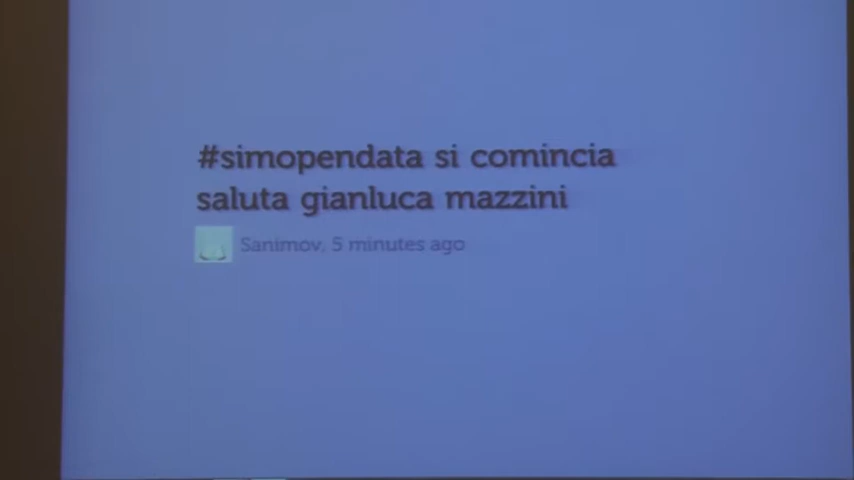 #simopendata si comincia
saluta gianluca mazzini
Sanimov, 5 minutes ago